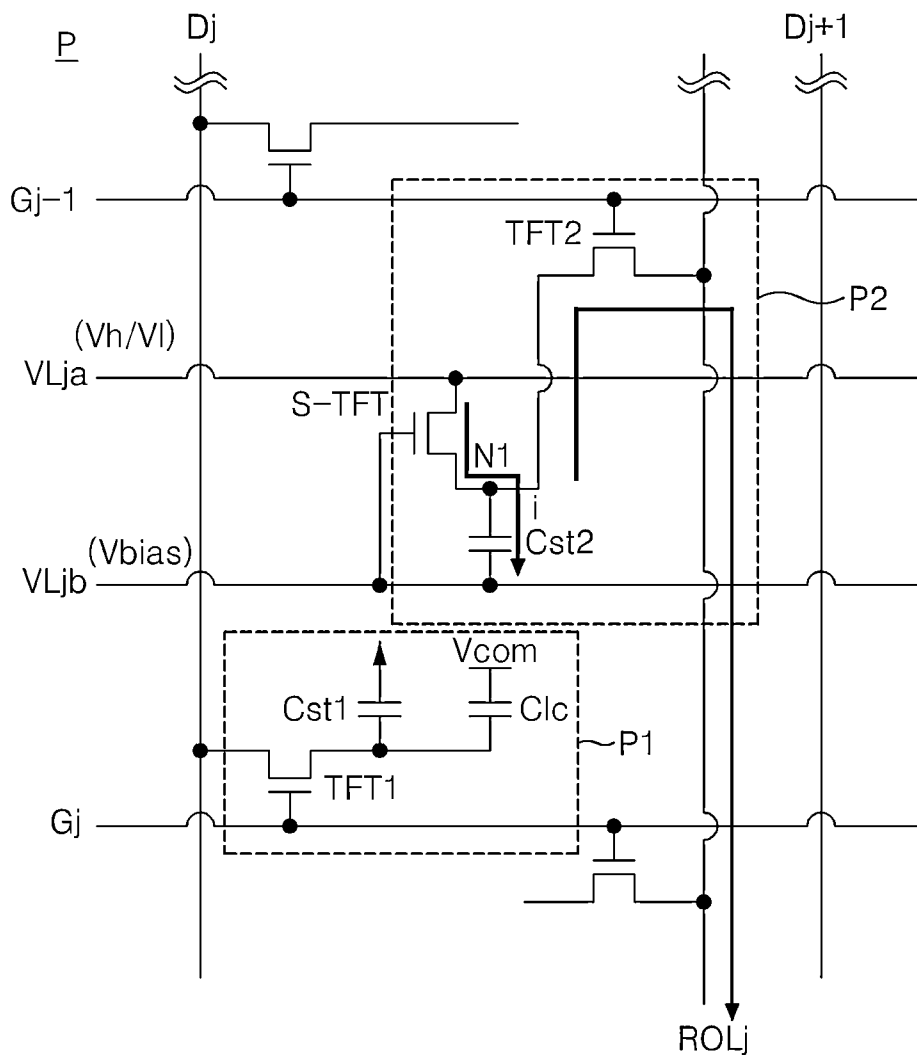 P
Dj
Dj+1
Gj-1
TFT2
P2
(Vh/Vl)
VLja
S-TFT
N1
i
Cst2
(Vbias)
VLjb
Vcom
Cst1
Clc
P1
TFT1
Gj
ROLj